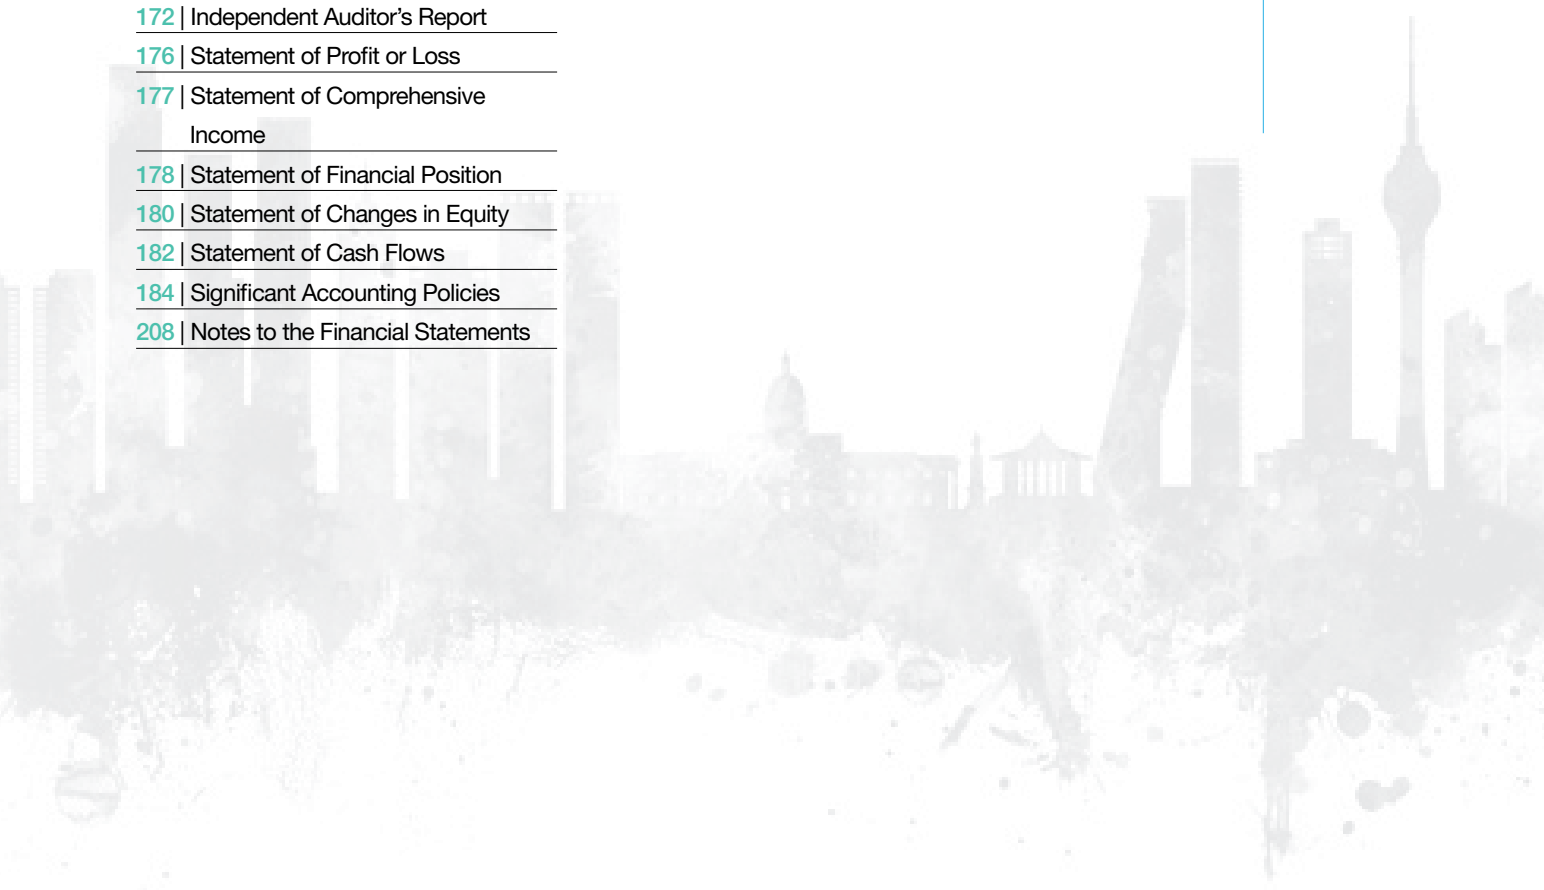 172 | Independent Auditor’s Report
176 | Statement of Profit or Loss
177 | Statement of Comprehensive
Income
178 | Statement of Financial Position
180 | Statement of Changes in Equity
182 | Statement of Cash Flows
184 | Significant Accounting Policies
208 | Notes to the Financial Statements